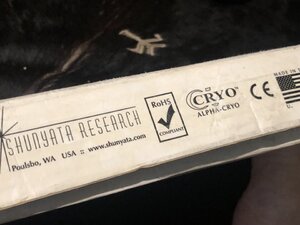 SHUNYATA RESEARCH
Poulsbo, WA USA = www.shunyata.com
RoHS
COMPLIANT
CRYO
ALPHA-CRYO
CE
MADE IN